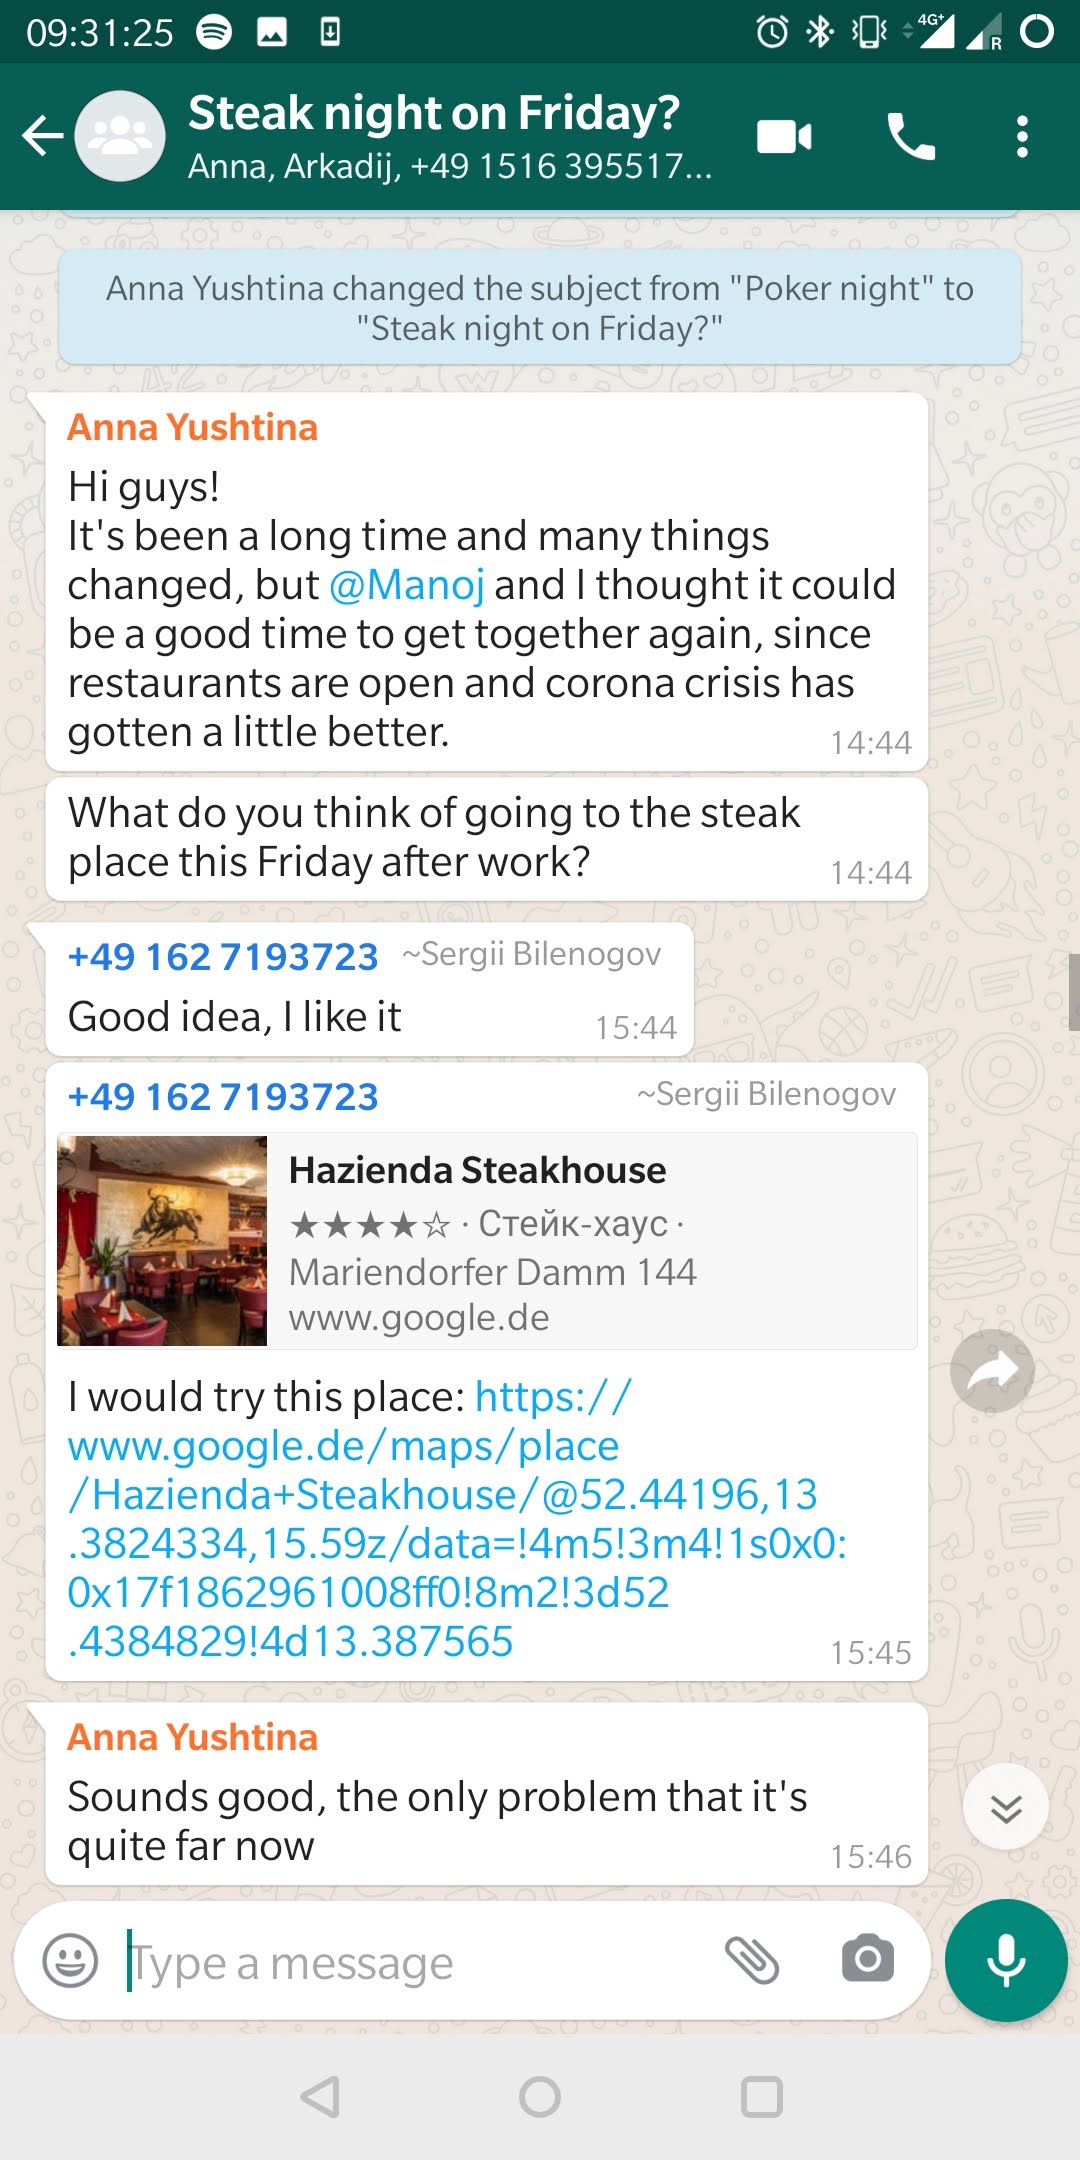 09:31:25
4G+
R
Steak night on Friday?
Anna, Arkadij, +49 1516 395517...
Anna Yushtina changed the subject from "Poker night" to
"Steak night on Friday?"
Anna Yushtina
Hi guys!
It's been a long time and many things
changed, but @Manoj and I thought it could
be a good time to get together again, since
restaurants are open and corona crisis has
gotten a little better.
14:44
What do you think of going to the steak
place this Friday after work?
14:44
+49 162 7193723 ~Sergii Bilenogov
Good idea, I like it
15:44
+49 162 7193723 ~Sergii Bilenogov
Hazienda Steakhouse
★★★★☆ · Стейк-хаус ·
Mariendorfer Damm 144
www.google.de
I would try this place: https://
www.google.de/maps/place
/Hazienda+Steakhouse/@52.44196,13
.3824334,15.59z/data=!4m5!3m4!1s0x0:
0x17f1862961008ff0!8m2!3d52
.4384829!4d13.387565
15:45
Anna Yushtina
Sounds good, the only problem that it's
quite far now
15:46
Type a message